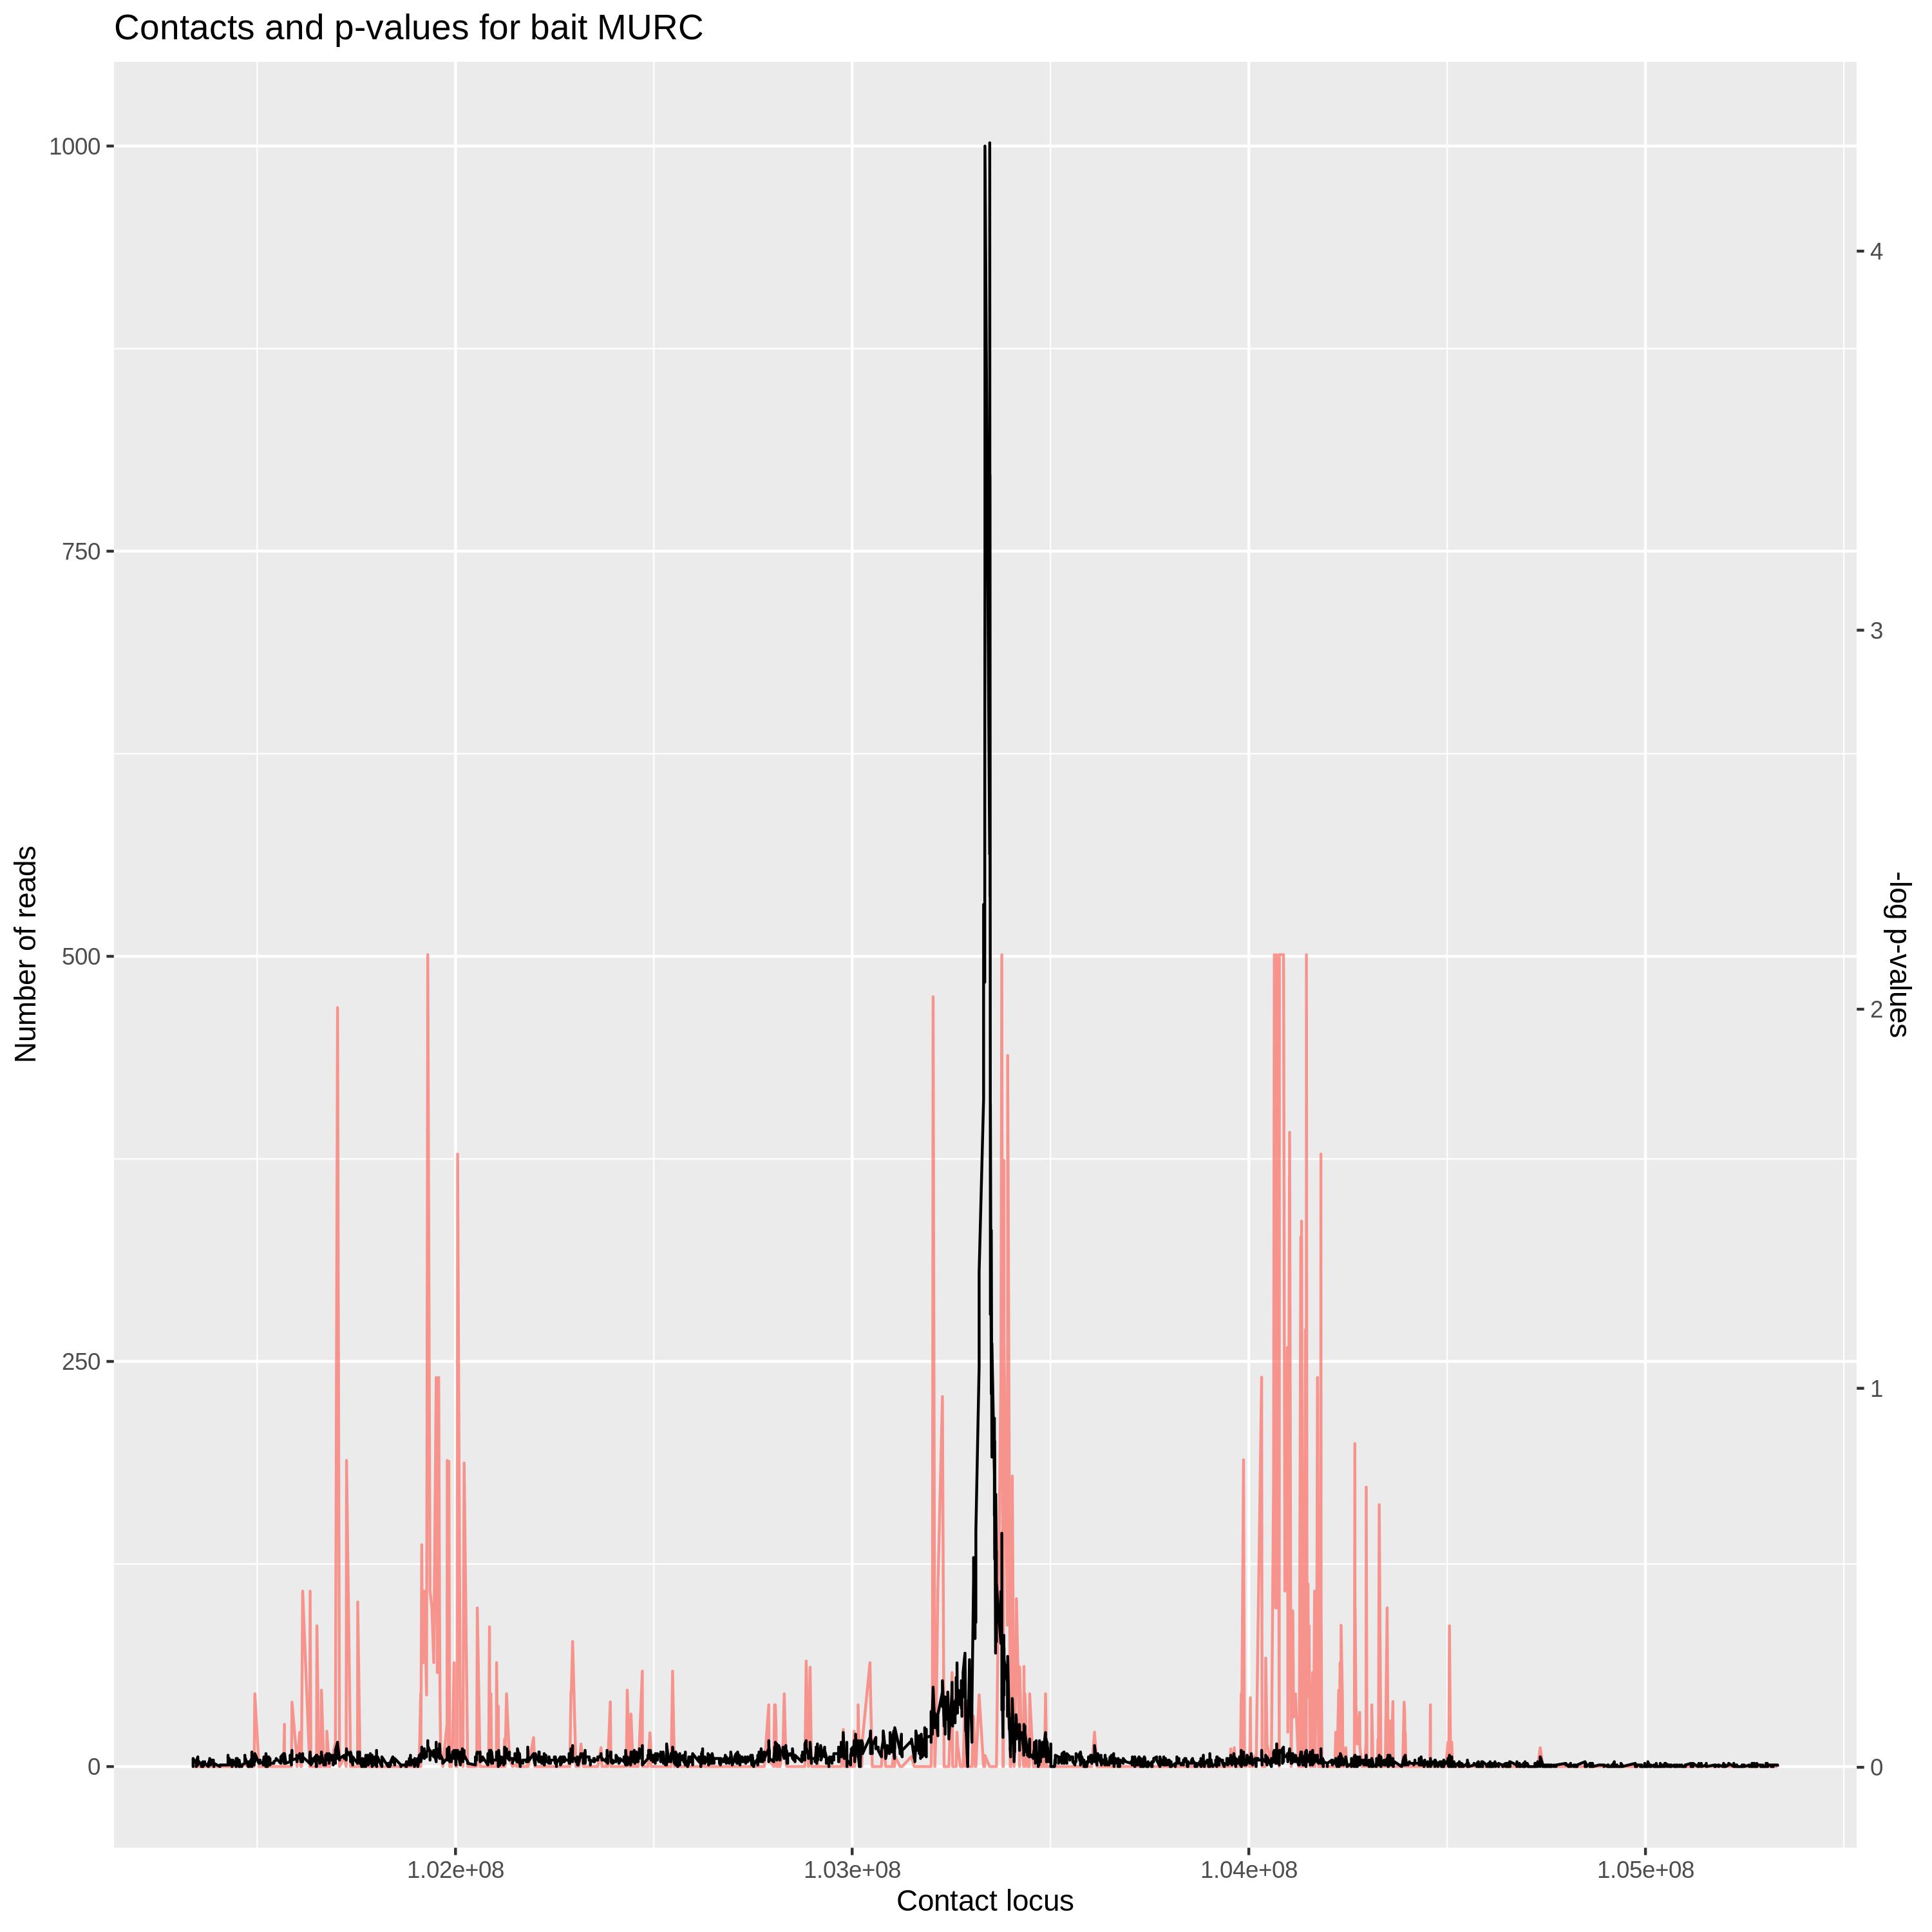 Contacts and p-values for bait MURC
1000
750
500
250
0
Number of reads
4
3
2
1
0
-log p-values
1.02e+08
1.03e+08
1.04e+08
1.05e+08
Contact locus